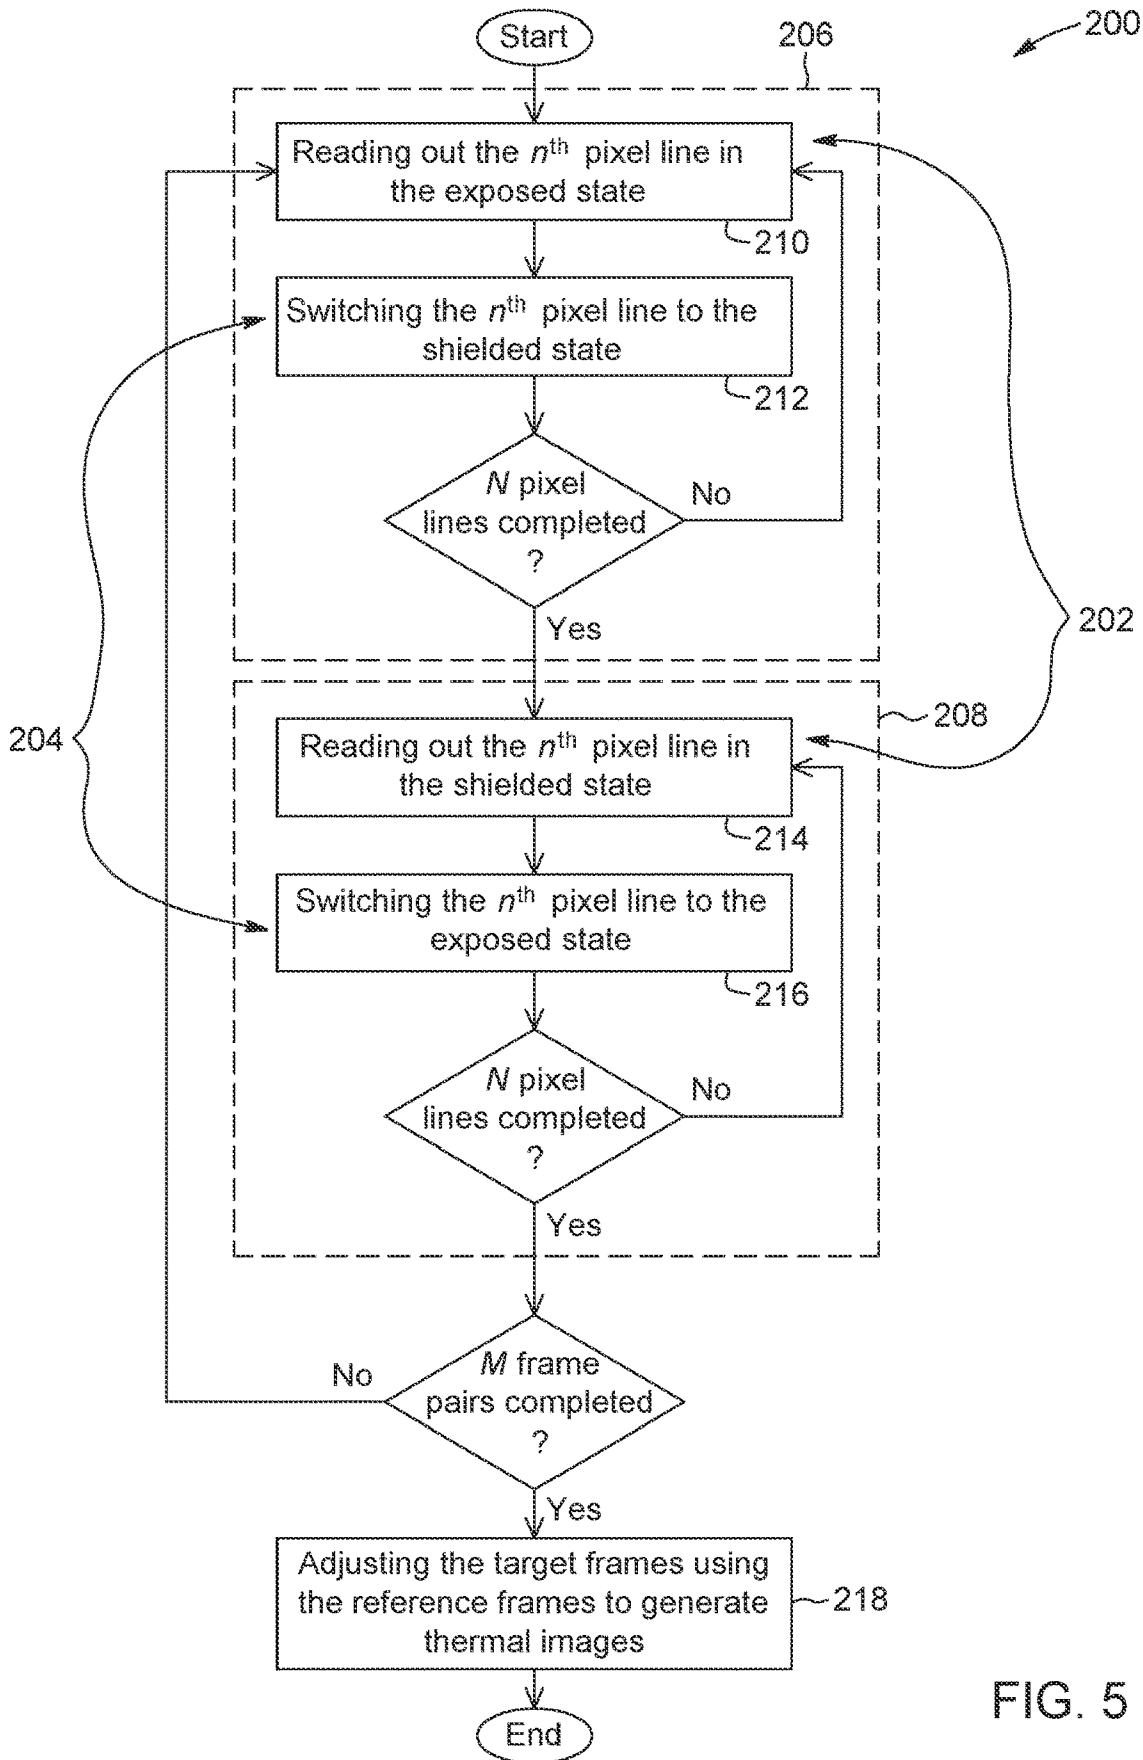 200
Start
206
Reading out the nth pixel line in
the exposed state
210
Switching the nth pixel line to the
shielded state
212
N pixel
lines completed
?
No
Yes
202
204
208
Reading out the nth pixel line in
the shielded state
214
Switching the nth pixel line to the
exposed state
216
N pixel
lines completed
?
No
Yes
M frame
pairs completed
?
No
Yes
Adjusting the target frames using
the reference frames to generate
thermal images
218
End
FIG. 5